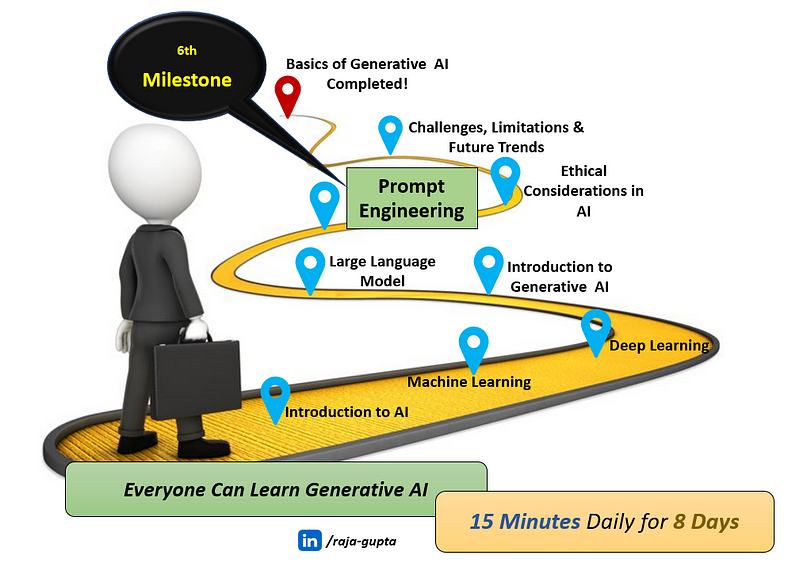 6th
Milestone
Basics of Generative AI
Completed!
Challenges, Limitations &
Future Trends
Ethical
Considerations in
AI
Prompt
Engineering
Large Language
Model
Introduction to
Generative AI
Deep Learning
Machine Learning
Introduction to AI
Everyone Can Learn Generative AI
15 Minutes Daily for 8 Days
in /raja-gupta